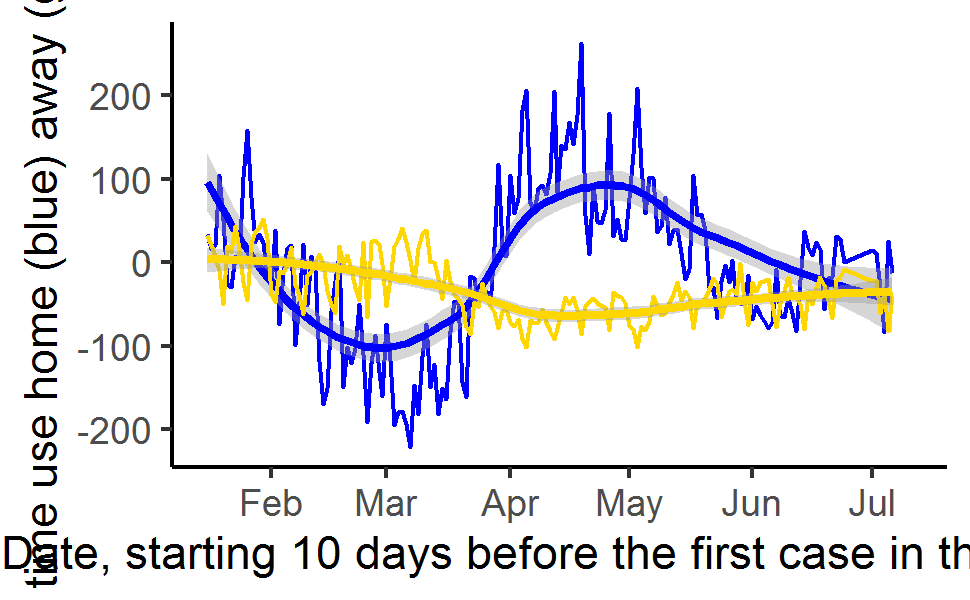 time use home (blue) away (
200
100
0
-100
-200
Feb Mar Apr May Jun Jul
Date, starting 10 days before the first case in th